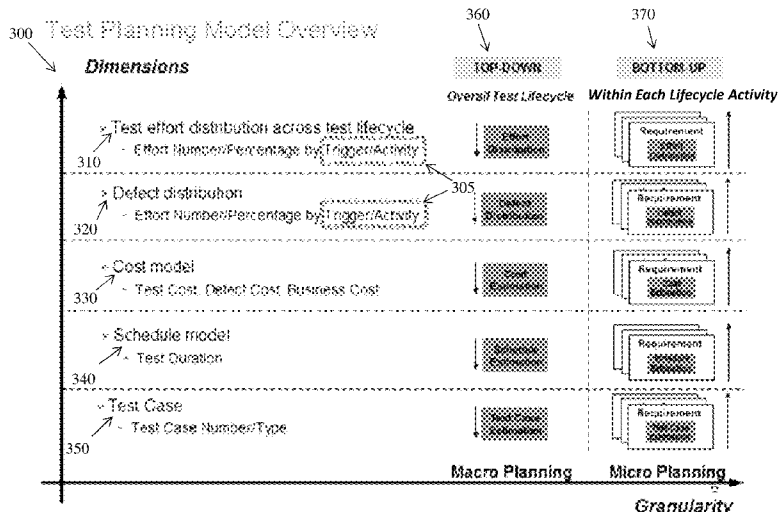 300
Test Planning Model Overview
360
370
Dimensions
TOP-DOWN
BOTTOM-UP
Overall Test Lifecycle
Within Each Lifecycle Activity
Test effort distribution across test lifecycle
- Effort Number/Percentage by Trigger/Activity
Requirement
310
305
Defect distribution
- Effort Number/Percentage by Trigger/Activity
Requirement
320
Cost model
- Test Cost, Defect Cost, Business Cost
Requirement
330
Schedule model
- Test Duration
Schedule
Requirement
340
Test Case
- Test Case Number/Type
Test Case
Requirement
350
Macro Planning
Micro Planning
Granularity